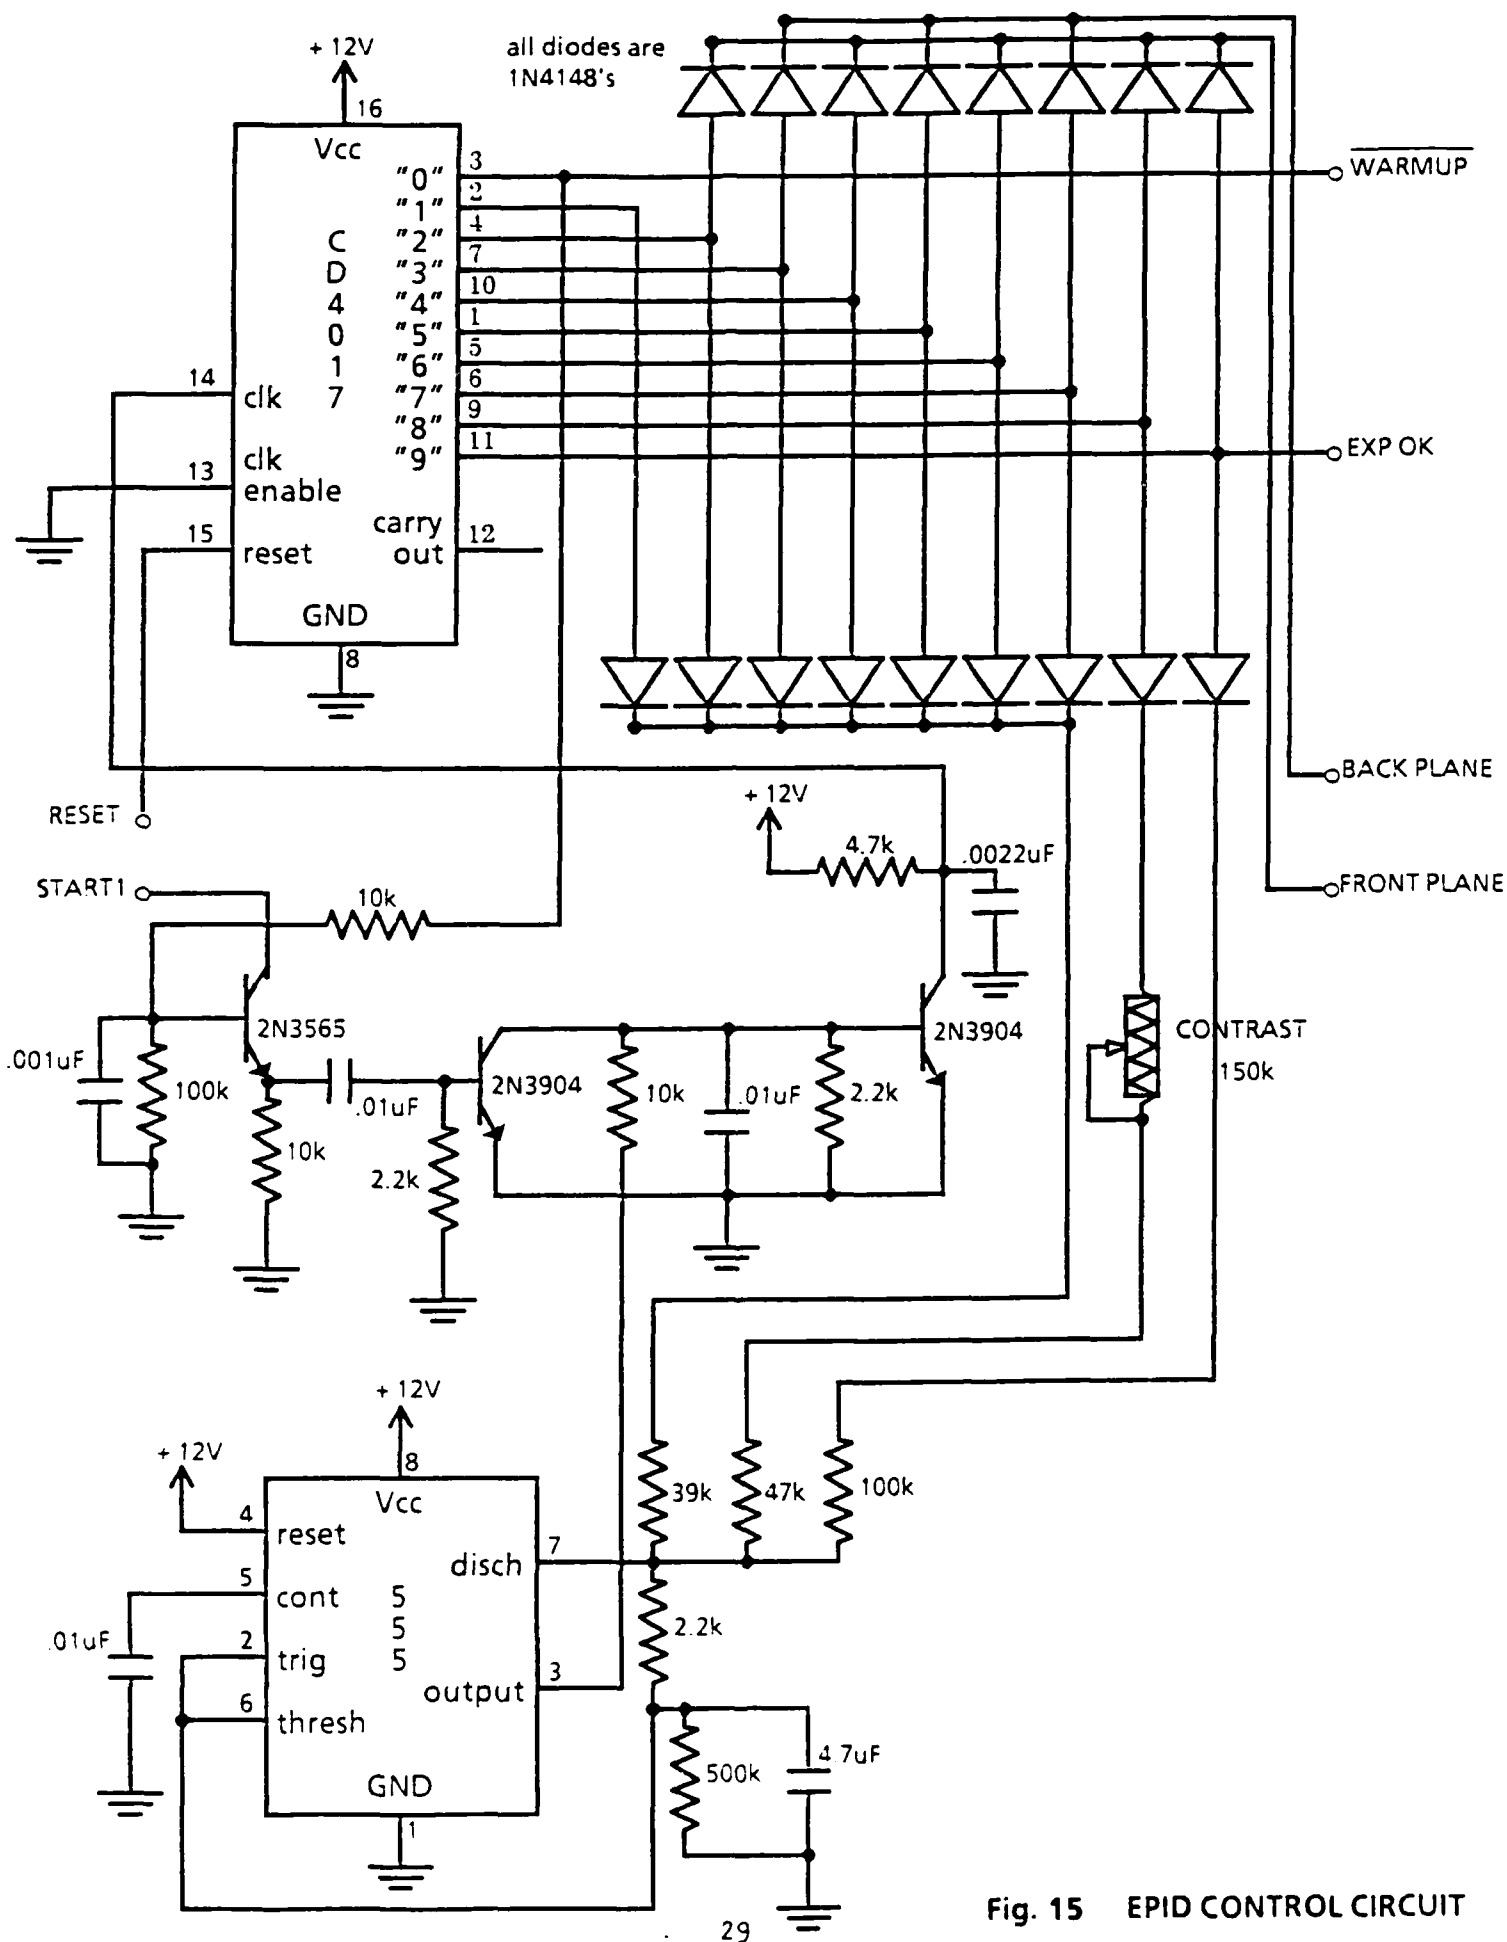 + 12V
all diodes are
1N4148's
16
Vcc
"0" 3
"1" 2
"2" 4
"3" 7
"4" 10
"5" 1
"6" 5
"7" 6
"8" 9
"9" 11
C
D
4
0
1
7
14 clk
clk
13 enable
15 reset
carry
out 12
GND
8
WARMUP
EXP OK
BACK PLANE
FRONT PLANE
RESET
START1
+ 12V
4.7k
.0022uF
10k
2N3565
.001uF
100k
10k
.01uF
2N3904
2.2k
10k
.01uF
2.2k
2N3904
CONTRAST
150k
+ 12V
+ 12V
8
Vcc
4 reset
5 cont
2 trig
6 thresh
5
5
5
disch 7
output 3
GND
1
.01uF
39k
47k
100k
2.2k
500k
4.7uF
Fig. 15 EPID CONTROL CIRCUIT
29